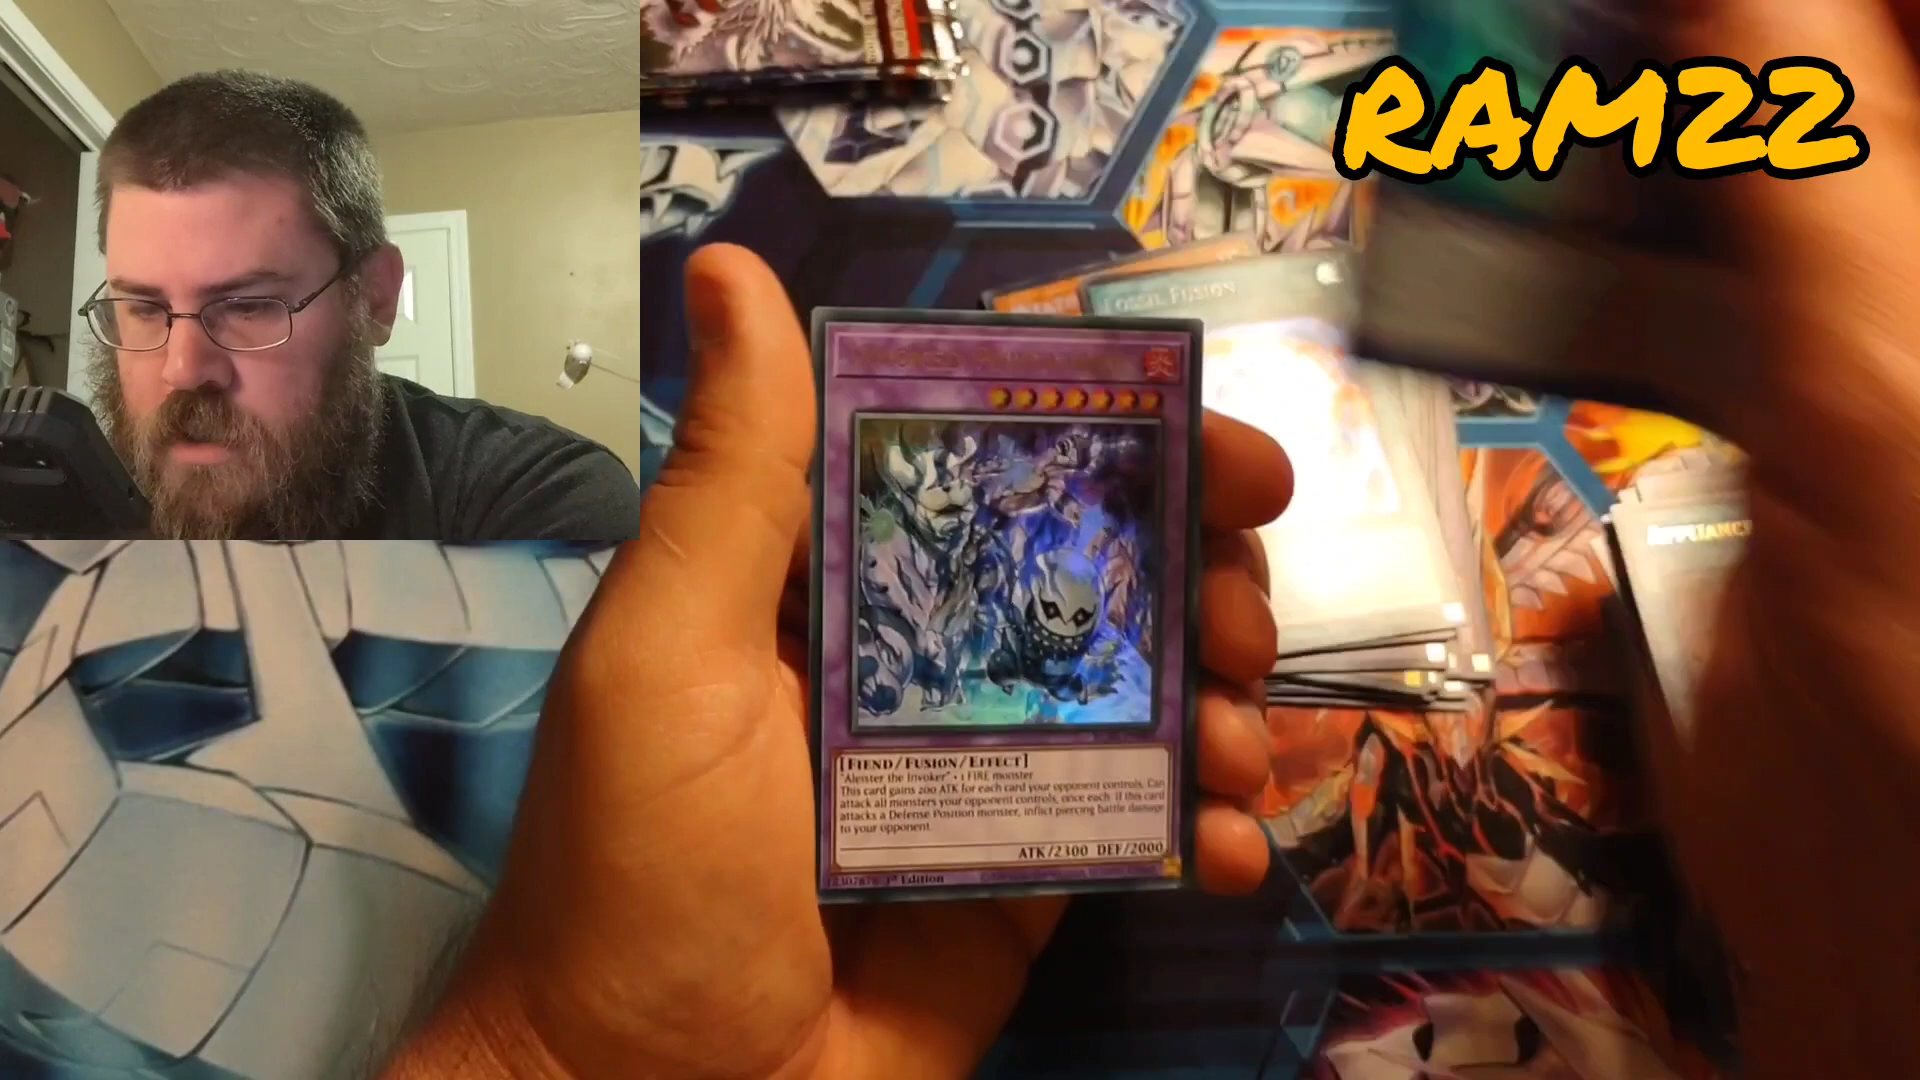 RAM22
FOSSIL FUSION
APPLIANCE
[FIEND/FUSION/EFFECT]
"Aleister the Invoker" + 1 FIRE monster
This card gains 200 ATK for each card your opponent controls. Can
attack all monsters your opponent controls, once each. If this card
attacks a Defense Position monster, inflict piercing battle damage
to your opponent.
ATK/2300 DEF/2000
1st Edition